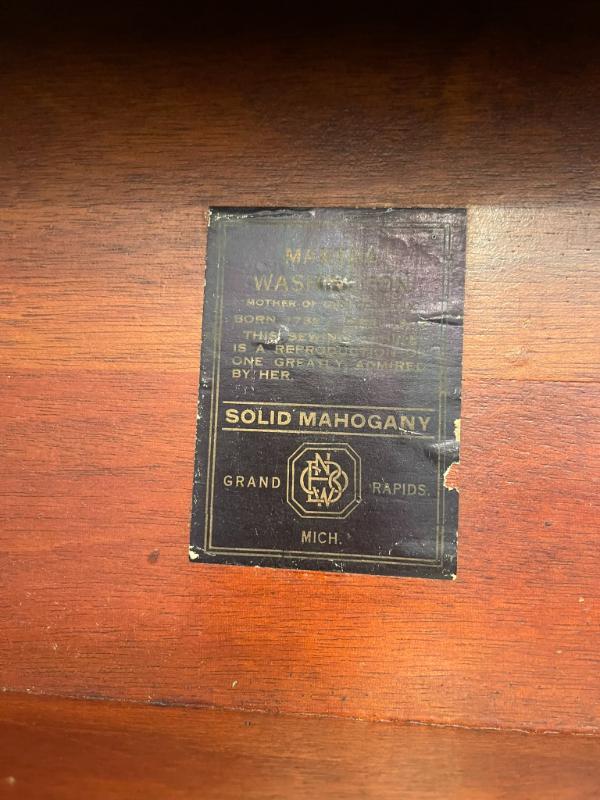 MARTHA
WASHINGTON
MOTHER OF
BORN
THIS SEWING
IS A REPRODUCTION OF
ONE GREATLY ADMIRED
BY HER.
SOLID MAHOGANY
GRAND RAPIDS.
MICH.